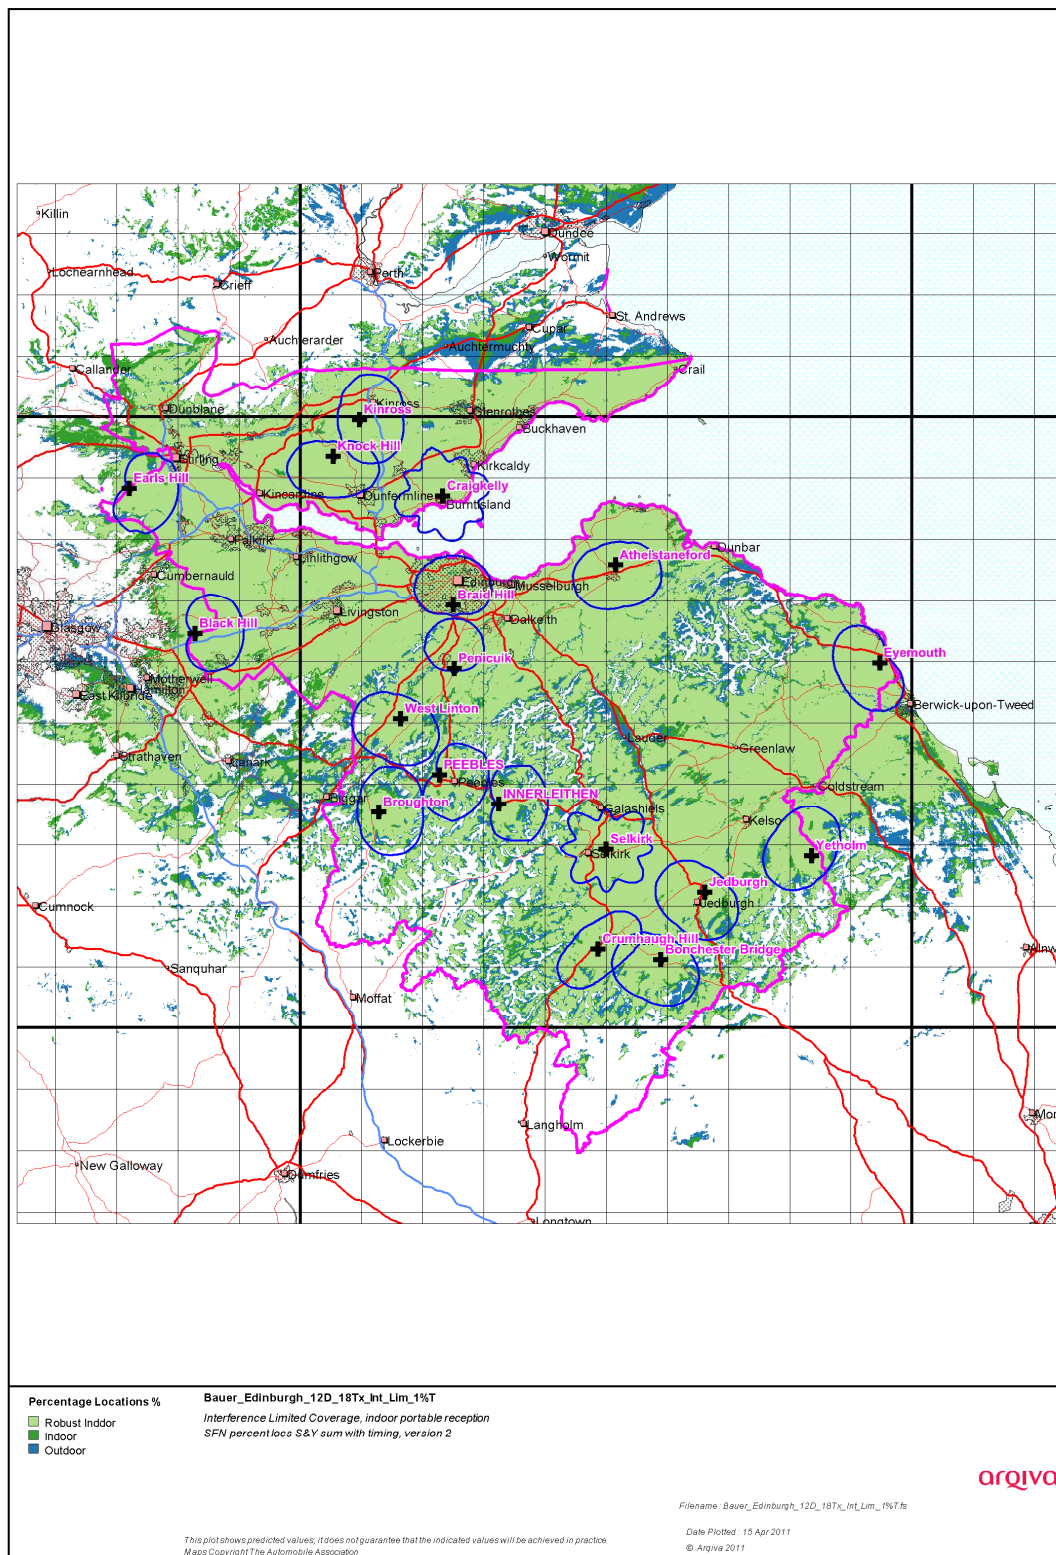 Killin
Dundee
Wormit
Lochearnhead
Perth
Crieff
St. Andrews
Cupar
Auchterarder
Auchtermuchty
Callander
Crail
Kinross
Dunblane
Kinross
Glenrothes
Buckhaven
Knock Hill
Stirling
Kirkcaldy
Earls Hill
Craigkelly
Kincardine
Dunfermline
Burntisland
Falkirk
Linlithgow
Athelstaneford
Dunbar
Cumbernauld
Edinburgh
Musselburgh
Braid Hill
Livingston
Dalkeith
Glasgow
Black Hill
Penicuik
Eyemouth
Motherwell
Hamilton
East Kilbride
West Linton
Berwick-upon-Tweed
Lauder
Greenlaw
Strathaven
Lanark
PEEBLES
Peebles
Coldstream
INNERLEITHEN
Biggar
Broughton
Galashiels
Kelso
Selkirk
Selkirk
Yetholm
Jedburgh
Jedburgh
Cumnock
Crumhaugh Hill
Bonchester Bridge
Alnw
Sanquhar
Moffat
Mor
Langholm
Lockerbie
New Galloway
Dumfries
Longtown
Percentage Locations %
Robust Inddor
Indoor
Outdoor
Bauer_Edinburgh_12D_18Tx_Int_Lim_1%T
Interference Limited Coverage, indoor portable reception
SFN percent locs S&Y sum with timing, version 2
arqiva
Filename : Bauer_Edinburgh_12D_18Tx_Int_Lim_1%T.fs
Date Plotted : 15 Apr 2011
© Arqiva 2011
This plot shows predicted values; it does not guarantee that the indicated values will be achieved in practice.
Maps Copyright The Automobile Association